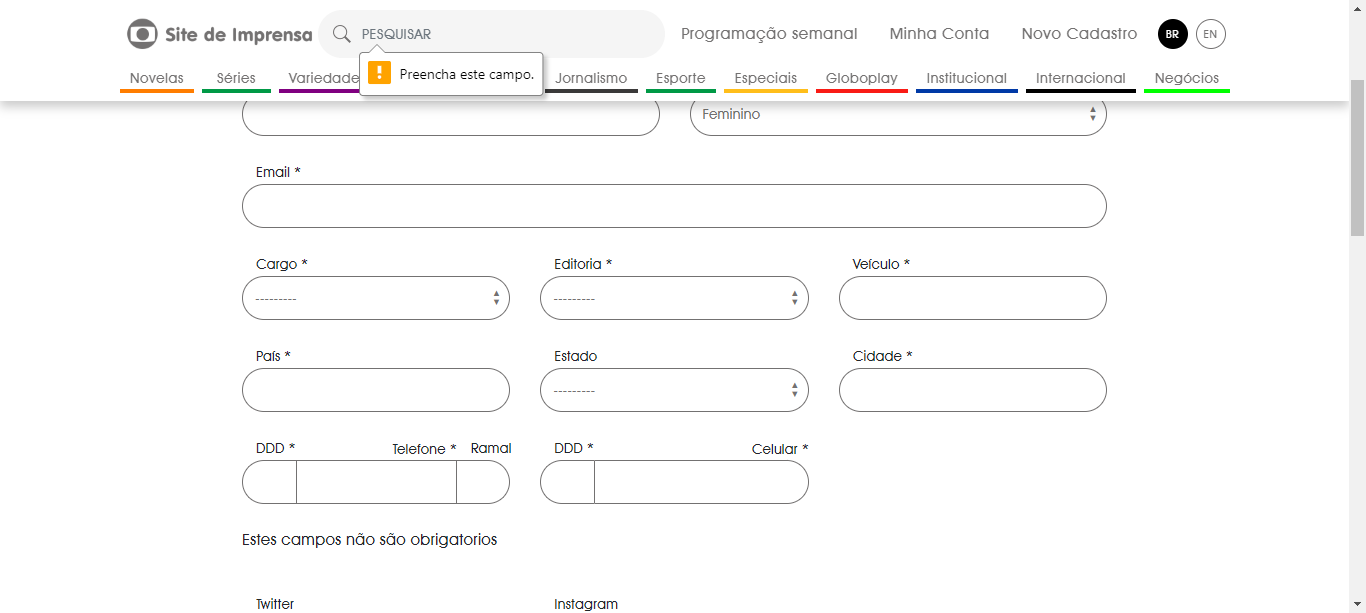 Site de Imprensa PESQUISAR Programação semanal Minha Conta Novo Cadastro BR EN
Preencha este campo.
Novelas Séries Variedade Jornalismo Esporte Especiais Globoplay Institucional Internacional Negócios
Feminino
Email *
Cargo * Editoria * Veículo *
--------- ---------
País * Estado Cidade *
---------
DDD * Telefone * Ramal DDD * Celular *
Estes campos não são obrigatorios
Twitter Instagram